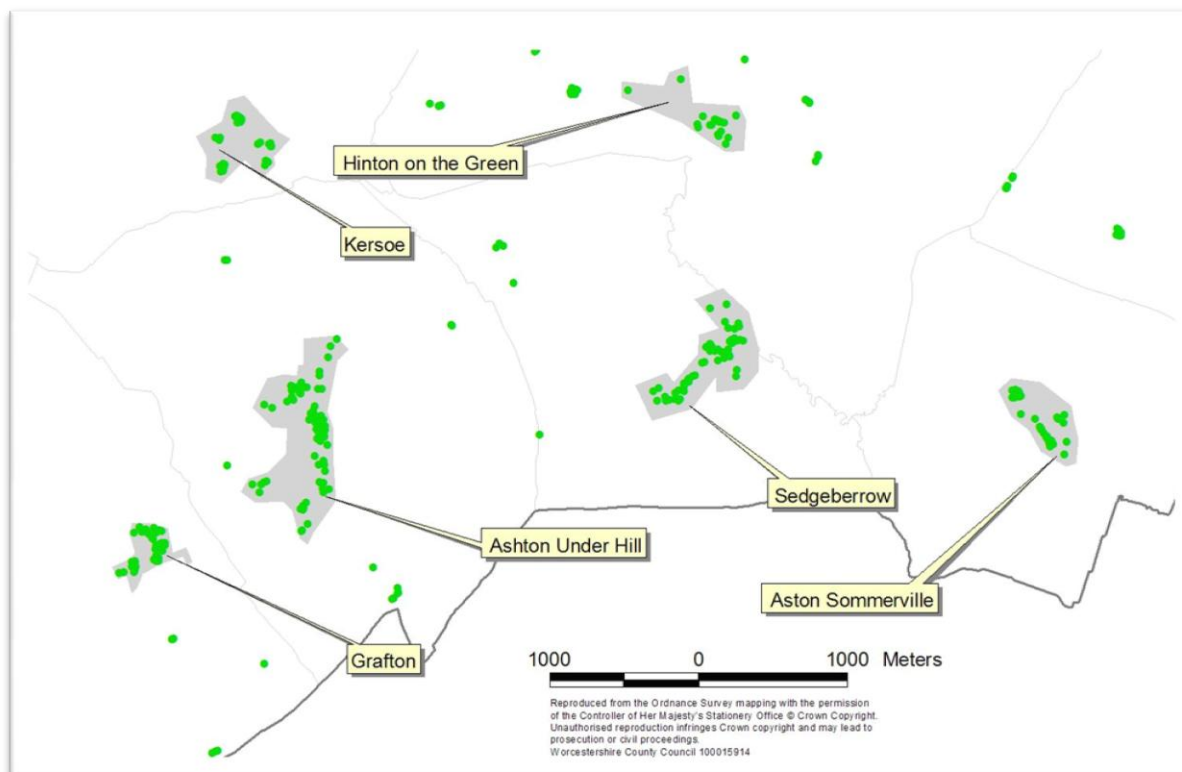 Hinton on the Green
Kersoe
Sedgeberrow
Ashton Under Hill
Aston Sommerville
Grafton
1000 0 1000 Meters
Reproduced from the Ordnance Survey mapping with the permission
of the Controller of Her Majesty's Stationery Office © Crown Copyright.
Unauthorised reproduction infringes Crown copyright and may lead to
prosecution or civil proceedings.
Worcestershire County Council 100015914